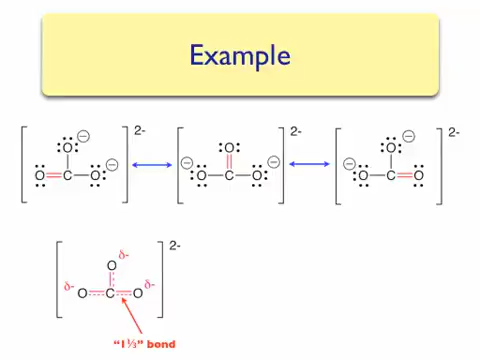 Example
2- 2- 2-
O ⊖ O ⊖
O=C—O ⊖ ⊖ O—C—O ⊖ ⊖ O—C=O
2-
δ-
O
δ- O C O δ-
"1⅓" bond